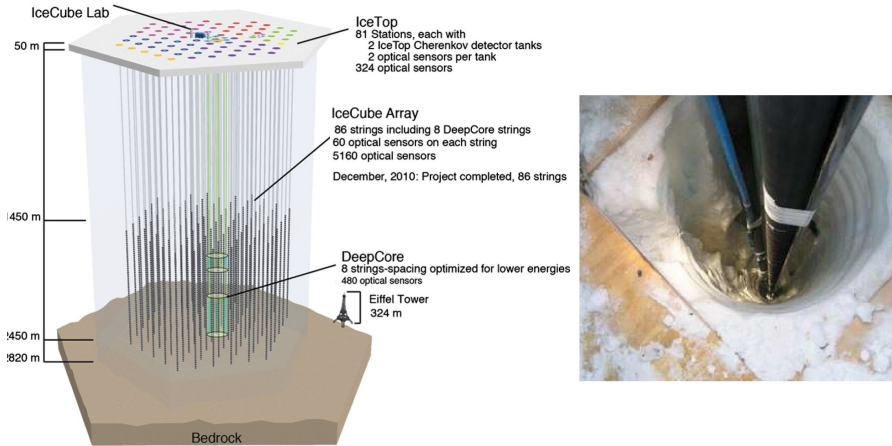 IceCube Lab
IceTop
81 Stations, each with
2 IceTop Cherenkov detector tanks
2 optical sensors per tank
324 optical sensors
50 m
IceCube Array
86 strings including 8 DeepCore strings
60 optical sensors on each string
5160 optical sensors
December, 2010: Project completed, 86 strings
1450 m
DeepCore
8 strings-spacing optimized for lower energies
480 optical sensors
Eiffel Tower
324 m
2450 m
2820 m
Bedrock